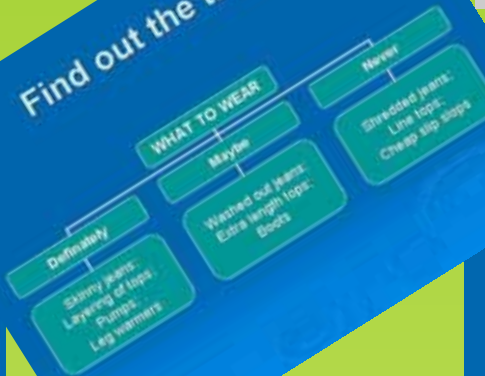 Find out the
WHAT TO WEAR
Definately
Maybe
Never
Skinny jeans;
Layering of tops;
Pumps;
Leg warmers
Washed out jeans;
Extra length tops;
Boots
Shredded jeans;
Line tops;
Cheap slip slops